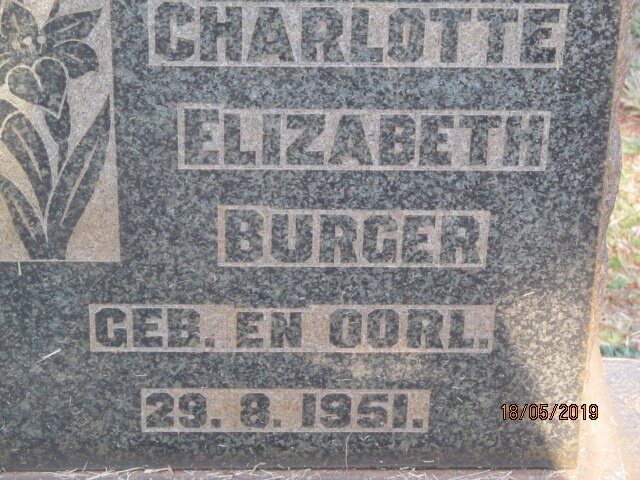 CHARLOTTE
ELIZABETH
BURGER
GEB. EN OORL.
29. 8. 1951.
18/05/2019